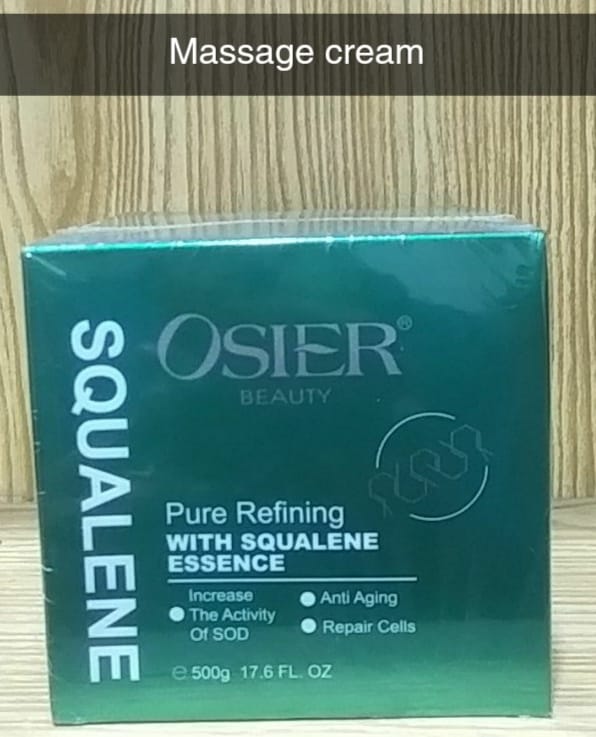 Massage cream
OSIER®
BEAUTY
SQUALENE
Pure Refining
WITH SQUALENE
ESSENCE
Increase
The Activity
Of SOD
Anti Aging
Repair Cells
℮ 500g 17.6 FL. OZ